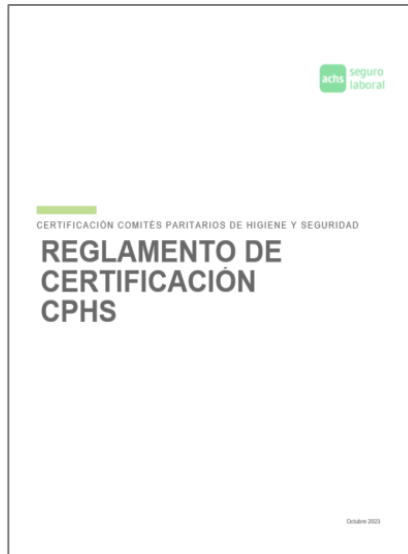 achs seguro
laboral
CERTIFICACIÓN COMITÉS PARITARIOS DE HIGIENE Y SEGURIDAD
REGLAMENTO DE
CERTIFICACIÓN
CPHS
Octubre 2023